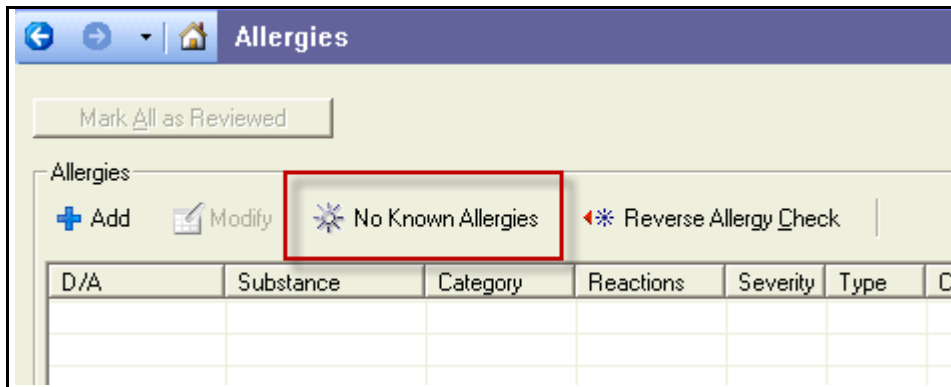 Allergies
Mark All as Reviewed
Allergies
Add Modify No Known Allergies Reverse Allergy Check
D/A Substance Category Reactions Severity Type